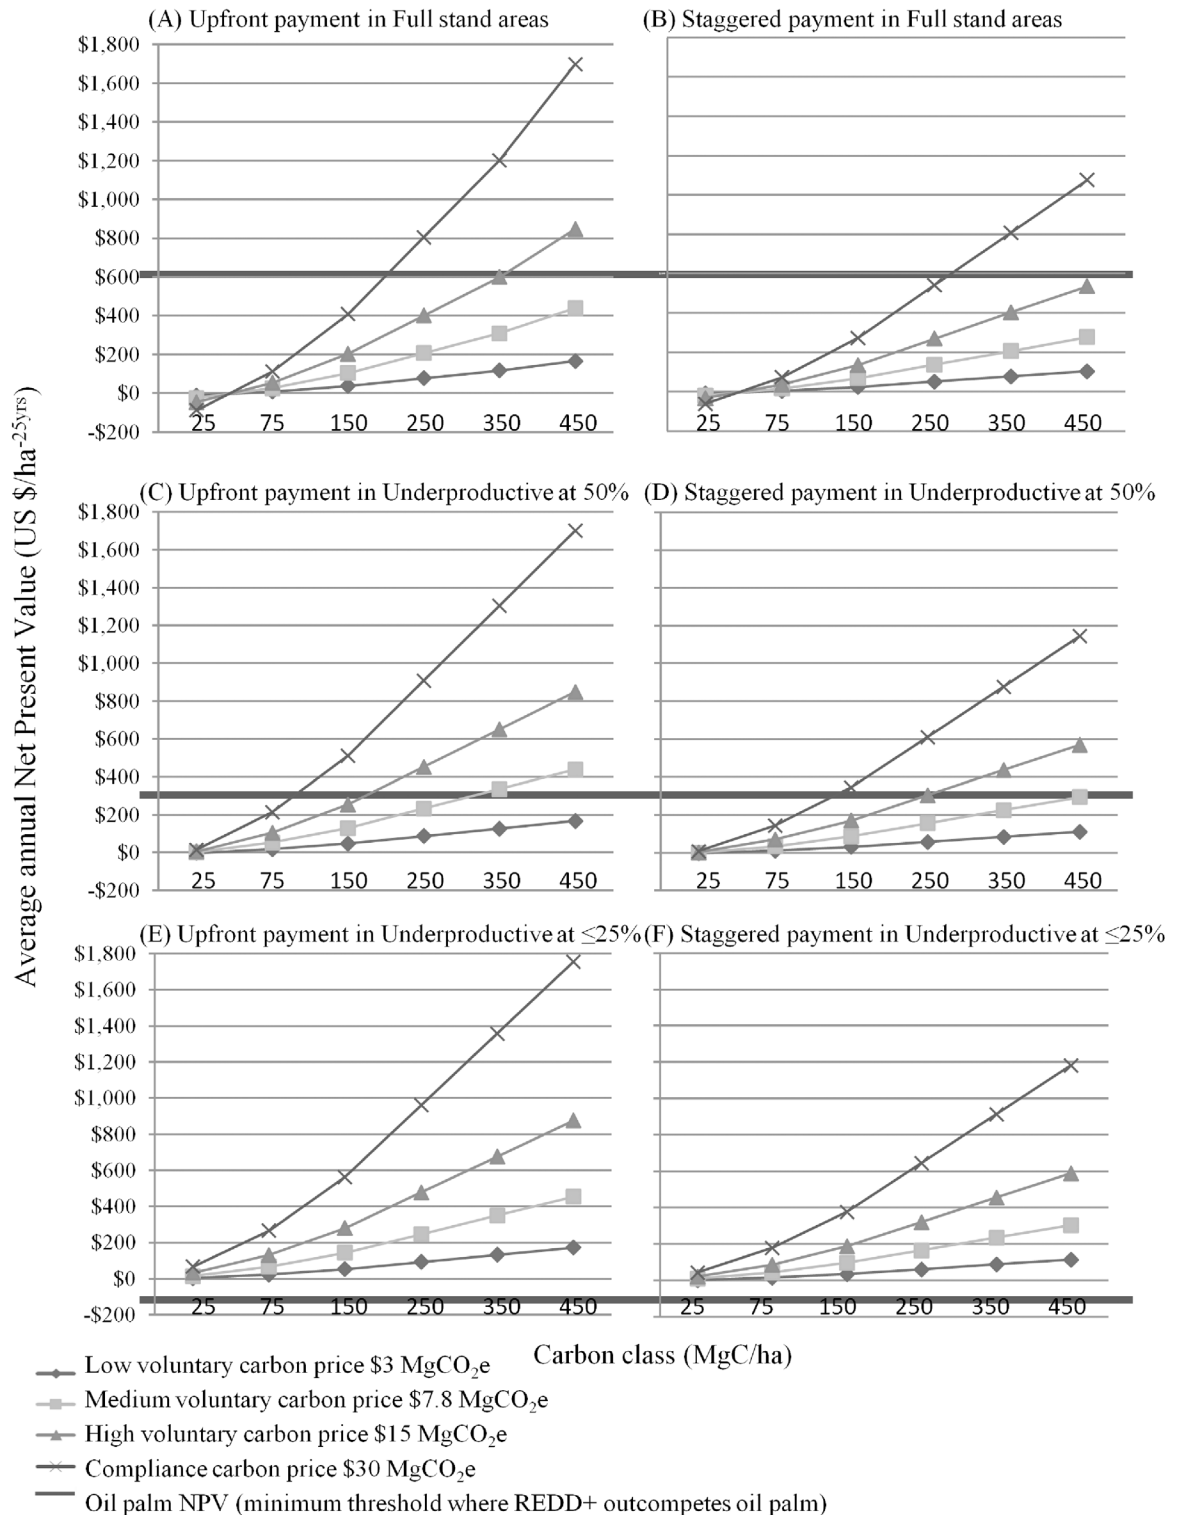 (A) Upfront payment in Full stand areas
(B) Staggered payment in Full stand areas
$1,800
$1,600
$1,400
$1,200
$1,000
$800
$600
$400
$200
$0
-$200
25 75 150 250 350 450
25 75 150 250 350 450
Average annual Net Present Value (US $/ha-25yrs)
(C) Upfront payment in Underproductive at 50%
(D) Staggered payment in Underproductive at 50%
$1,800
$1,600
$1,400
$1,200
$1,000
$800
$600
$400
$200
$0
-$200
25 75 150 250 350 450
25 75 150 250 350 450
(E) Upfront payment in Underproductive at ≤25%
(F) Staggered payment in Underproductive at ≤25%
$1,800
$1,600
$1,400
$1,200
$1,000
$800
$600
$400
$200
$0
-$200
25 75 150 250 350 450
25 75 150 250 350 450
Carbon class (MgC/ha)
Low voluntary carbon price $3 MgCO2e
Medium voluntary carbon price $7.8 MgCO2e
High voluntary carbon price $15 MgCO2e
Compliance carbon price $30 MgCO2e
Oil palm NPV (minimum threshold where REDD+ outcompetes oil palm)